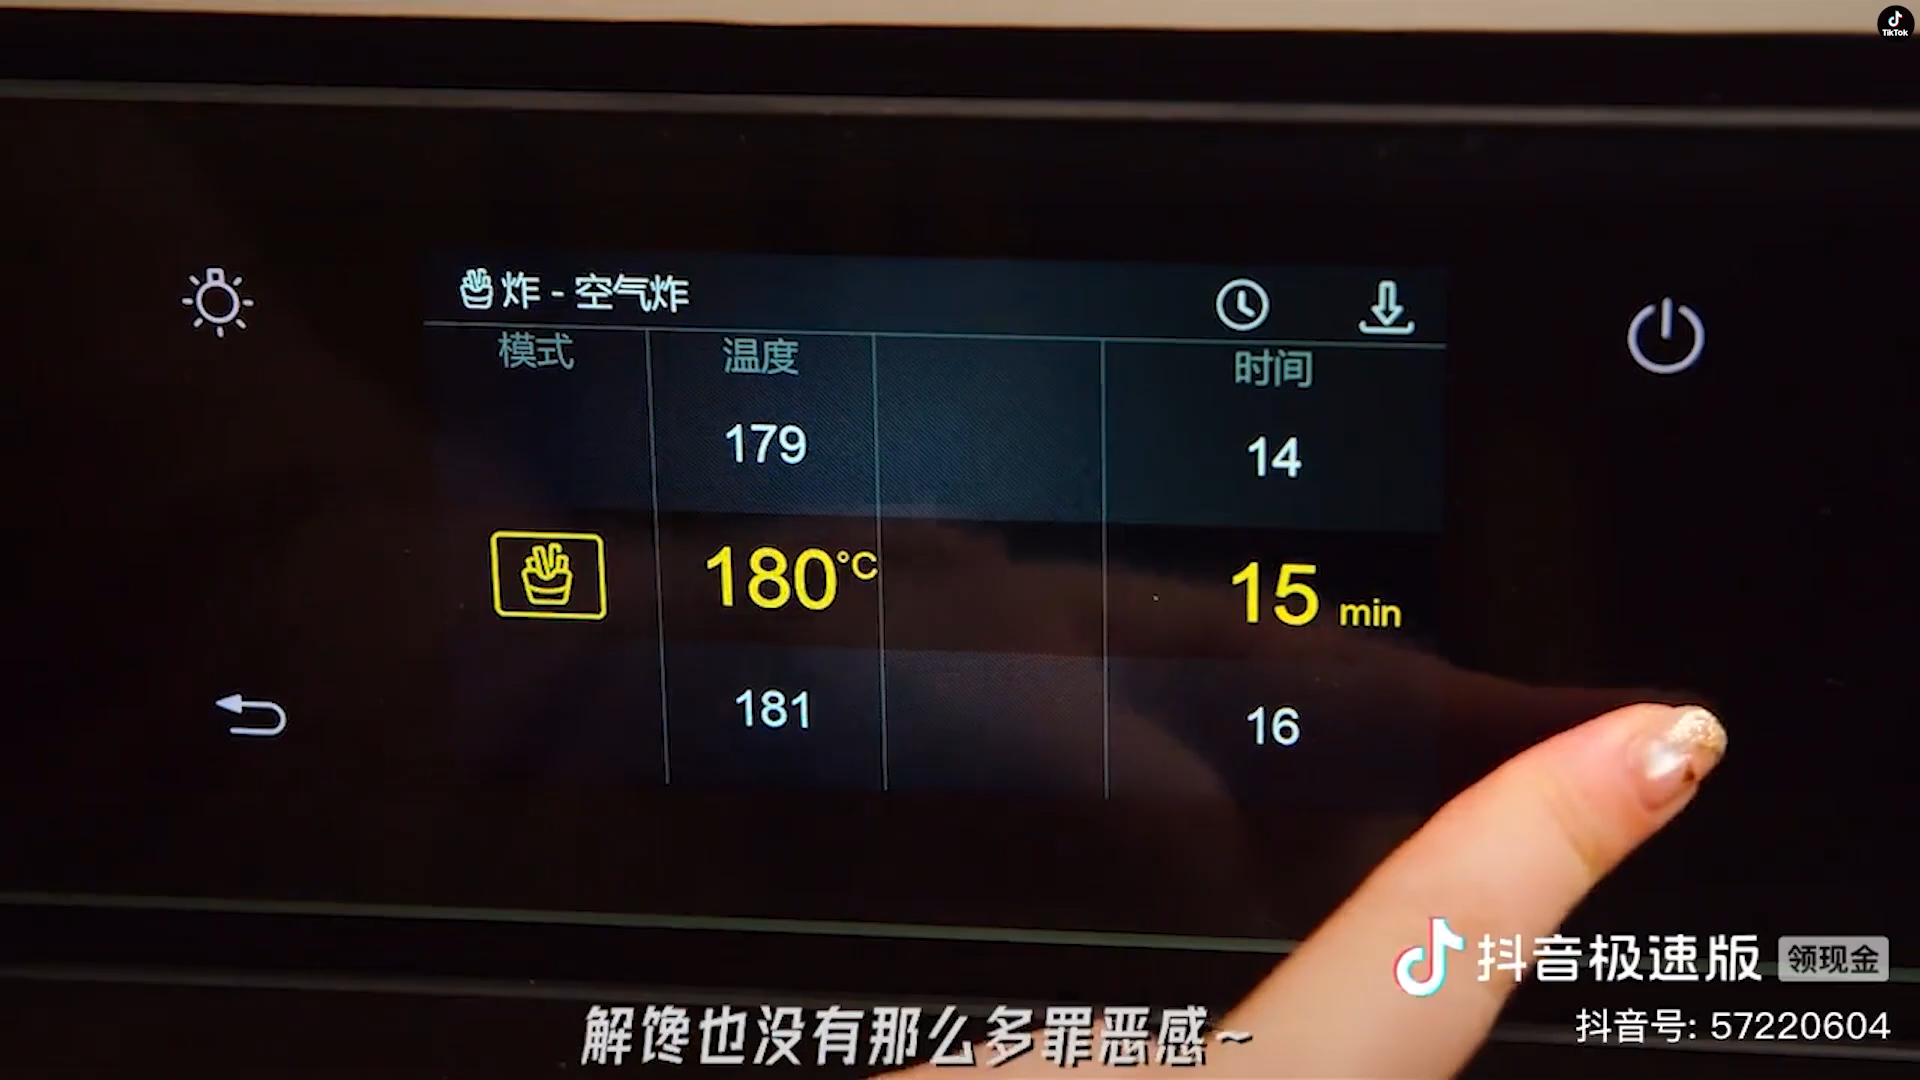 TikTok
炸 - 空气炸
模式 温度 时间
179 14
180°C 15 min
181 16
抖音极速版 领现金
抖音号: 57220604
解馋也没有那么多罪恶感~